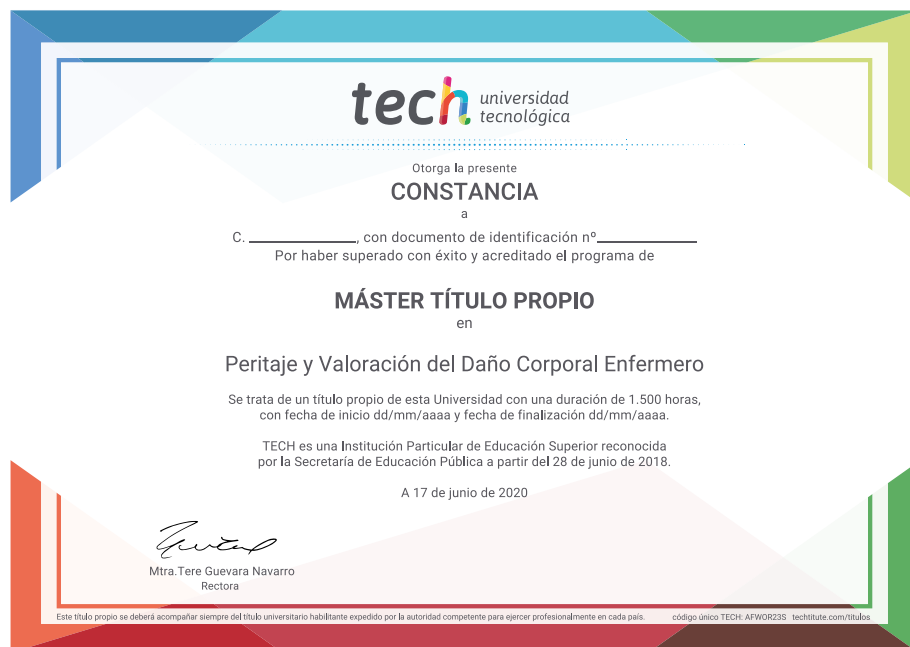 tech universidad
tecnológica
Otorga la presente
CONSTANCIA
a
C. ____________, con documento de identificación nº____________
Por haber superado con éxito y acreditado el programa de
MÁSTER TÍTULO PROPIO
en
Peritaje y Valoración del Daño Corporal Enfermero
Se trata de un título propio de esta Universidad con una duración de 1.500 horas,
con fecha de inicio dd/mm/aaaa y fecha de finalización dd/mm/aaaa.
TECH es una Institución Particular de Educación Superior reconocida
por la Secretaría de Educación Pública a partir del 28 de junio de 2018.
A 17 de junio de 2020
Mtra.Tere Guevara Navarro
Rectora
Este título propio se deberá acompañar siempre del título universitario habilitante expedido por la autoridad competente para ejercer profesionalmente en cada país. código único TECH: AFWOR23S techtitute.com/titulos